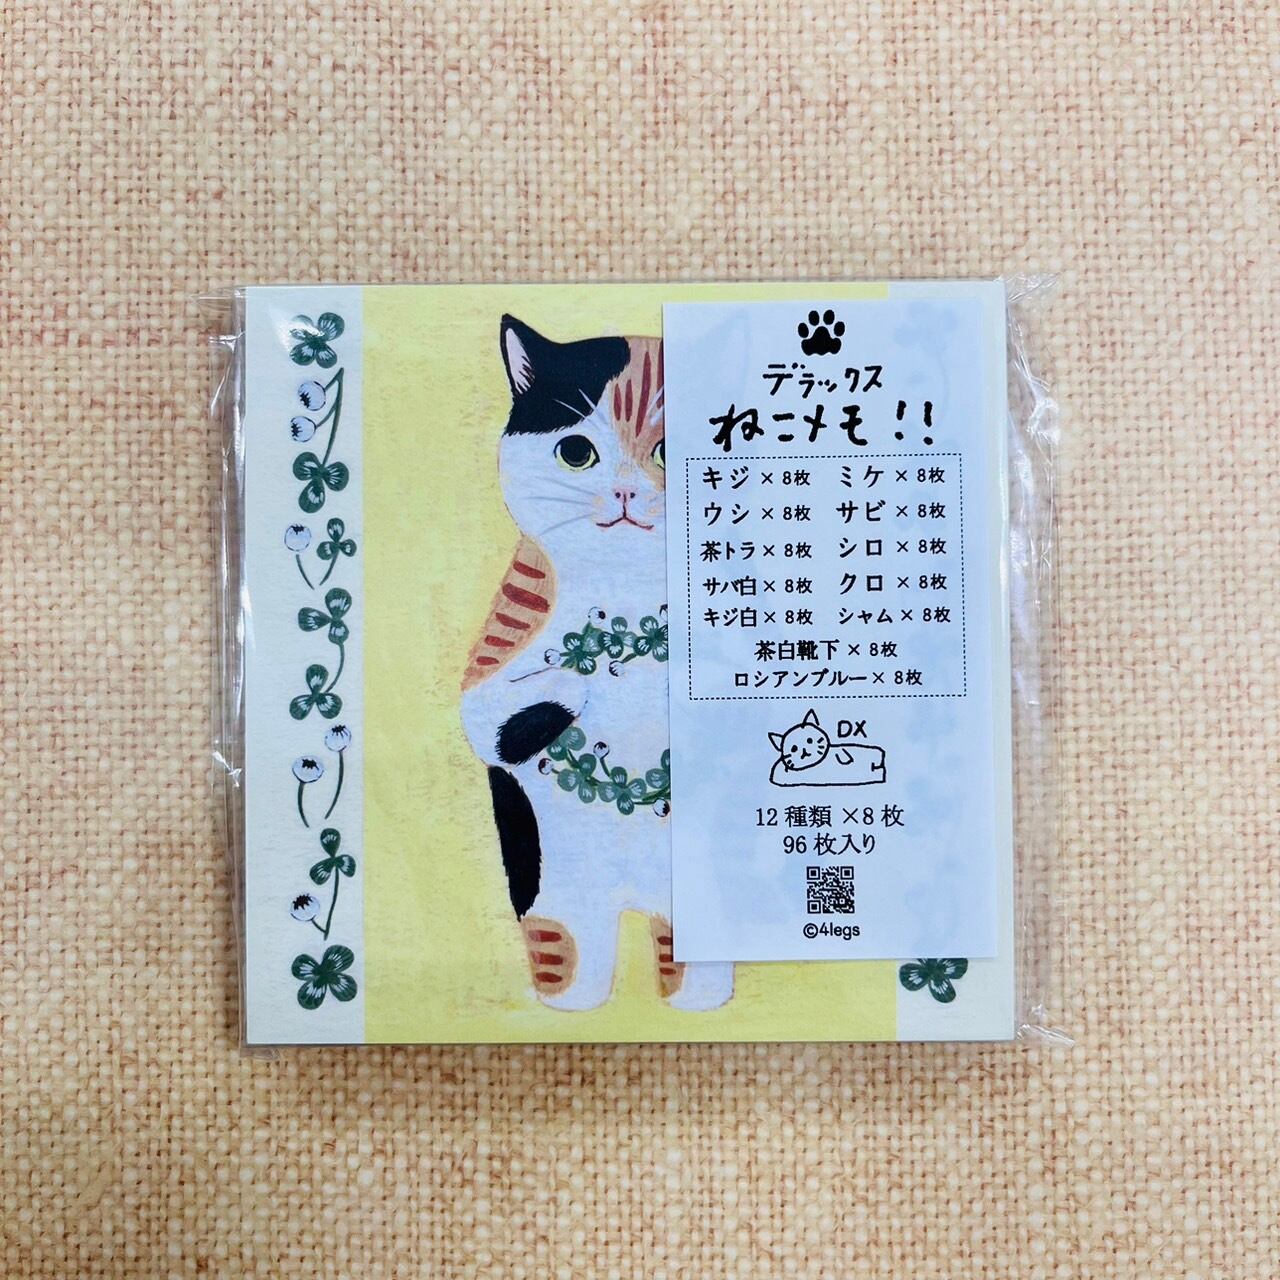 デラックス
ねこメモ!!
キジ×8枚 ミケ×8枚
ウシ×8枚 サビ×8枚
茶トラ×8枚 シロ×8枚
サバ白×8枚 クロ×8枚
キジ白×8枚 シャム×8枚
茶白靴下×8枚
ロシアンブルー×8枚
DX
12種類×8枚
96枚入り
©4legs